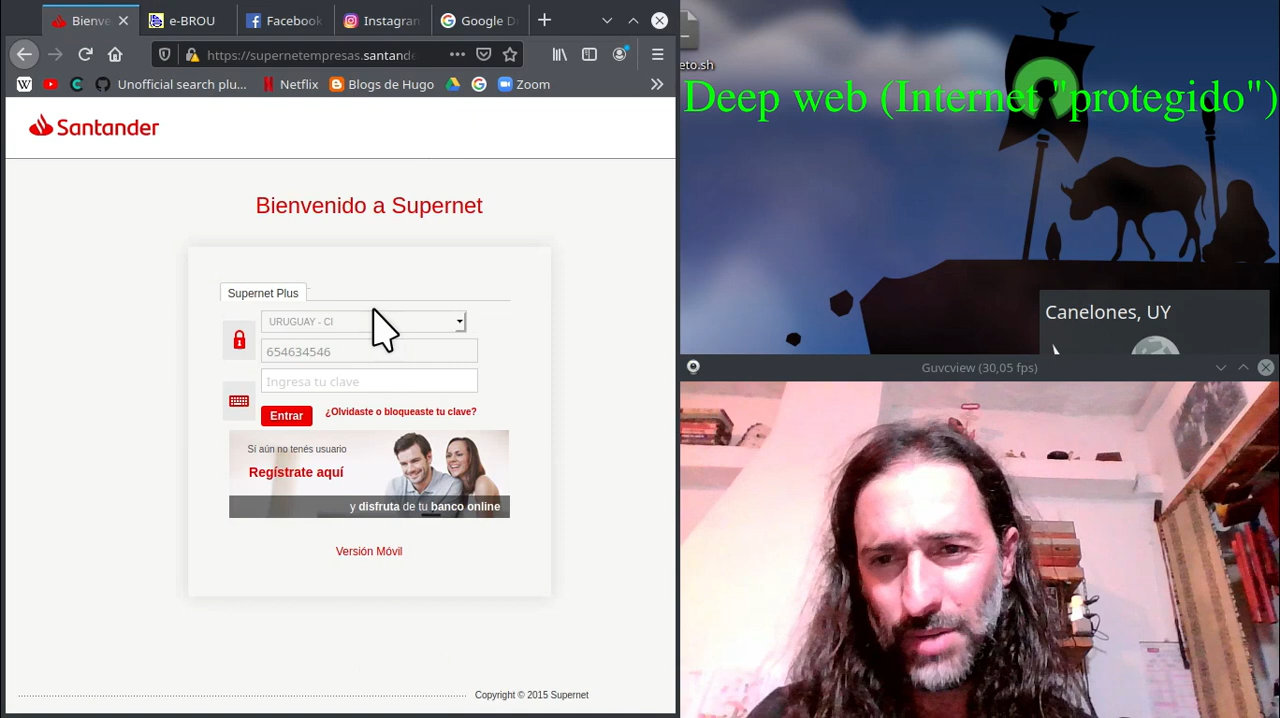 Bienve
e-BROU
Facebook
Instagram
Google D
https://supernetempresas.santande
Unofficial search plu...
Netflix
Blogs de Hugo
Zoom
Santander
Bienvenido a Supernet
Supernet Plus
URUGUAY - CI
654634546
Ingresa tu clave
Entrar
¿Olvidaste o bloqueaste tu clave?
Si aún no tenés usuario
Regístrate aquí
y disfruta de tu banco online
Versión Móvil
Copyright © 2015 Supernet
eto.sh
Deep web (Internet "protegido")
Canelones, UY
Guvcview (30,05 fps)